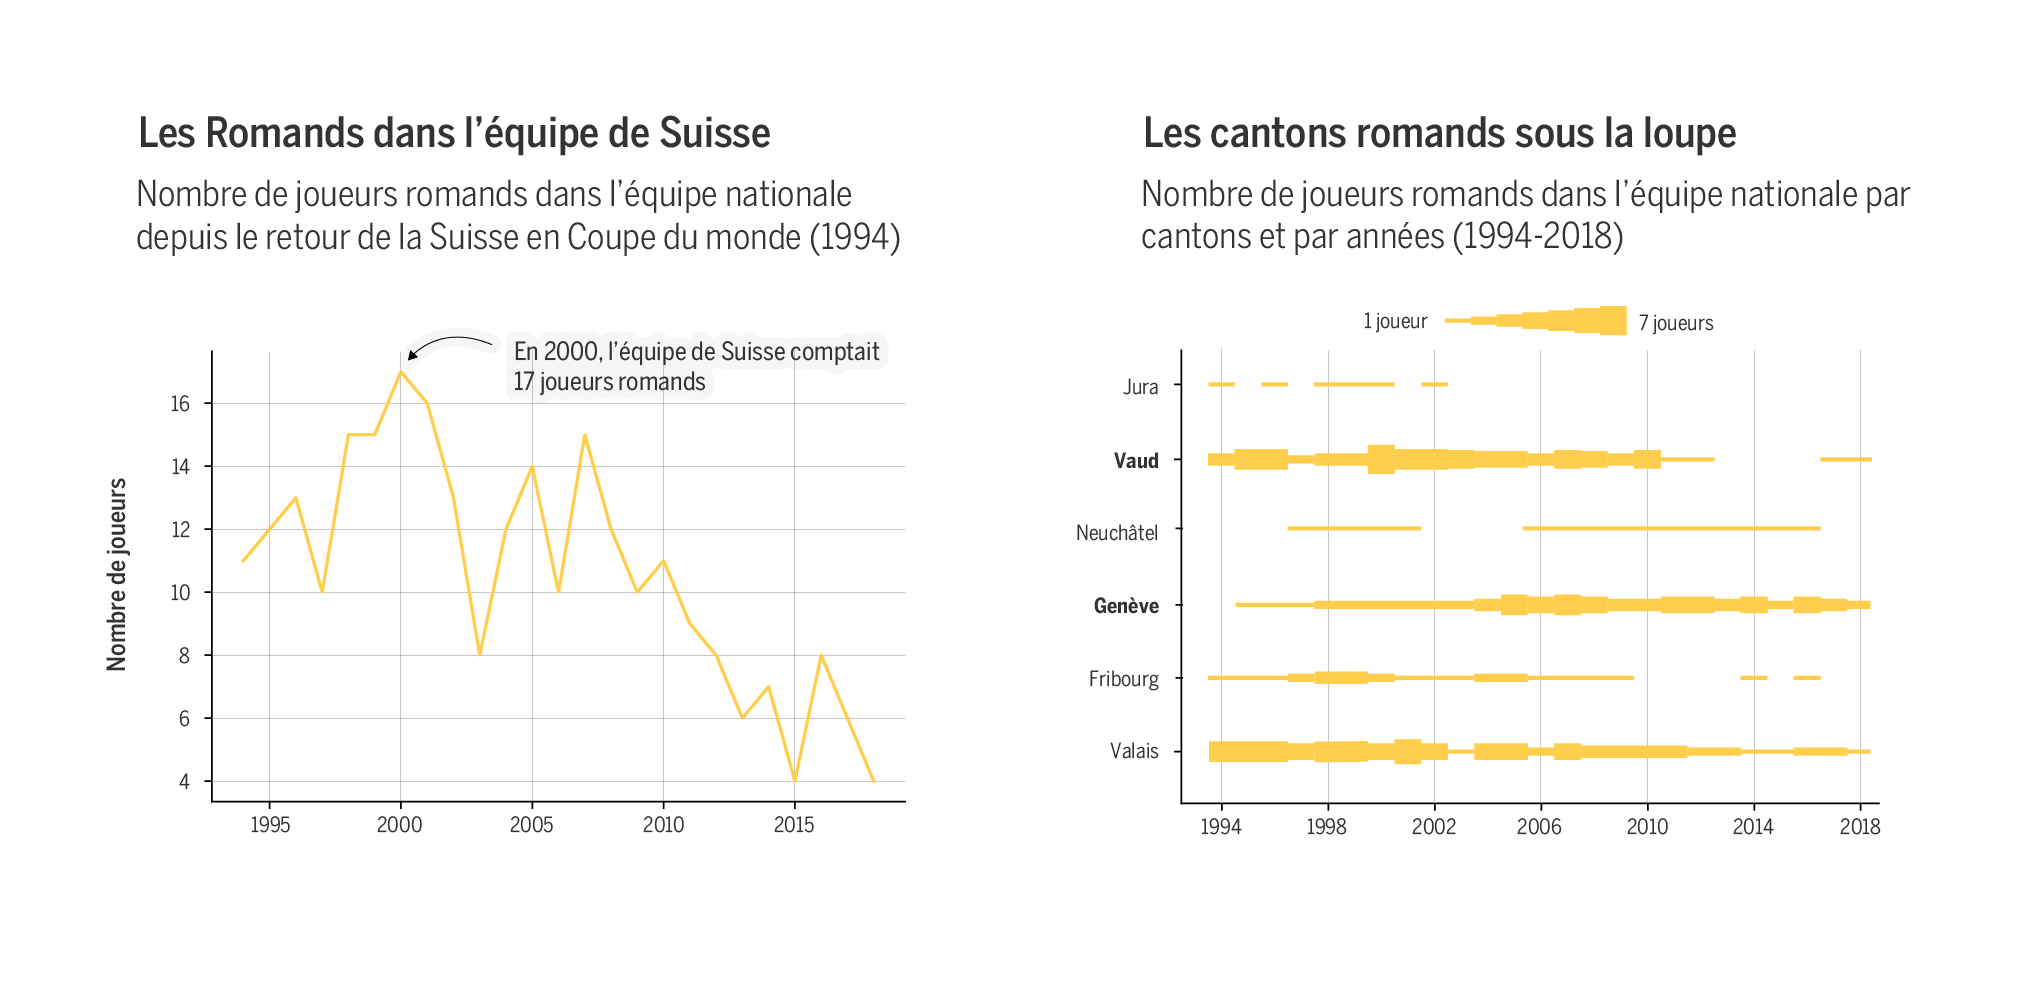 Les Romands dans l'équipe de Suisse
Nombre de joueurs romands dans l'équipe nationale
depuis le retour de la Suisse en Coupe du monde (1994)
En 2000, l'équipe de Suisse comptait
17 joueurs romands
Nombre de joueurs
16
14
12
10
8
6
4
1995 2000 2005 2010 2015
Les cantons romands sous la loupe
Nombre de joueurs romands dans l'équipe nationale par
cantons et par années (1994-2018)
1 joueur 7 joueurs
Jura
Vaud
Neuchâtel
Genève
Fribourg
Valais
1994 1998 2002 2006 2010 2014 2018